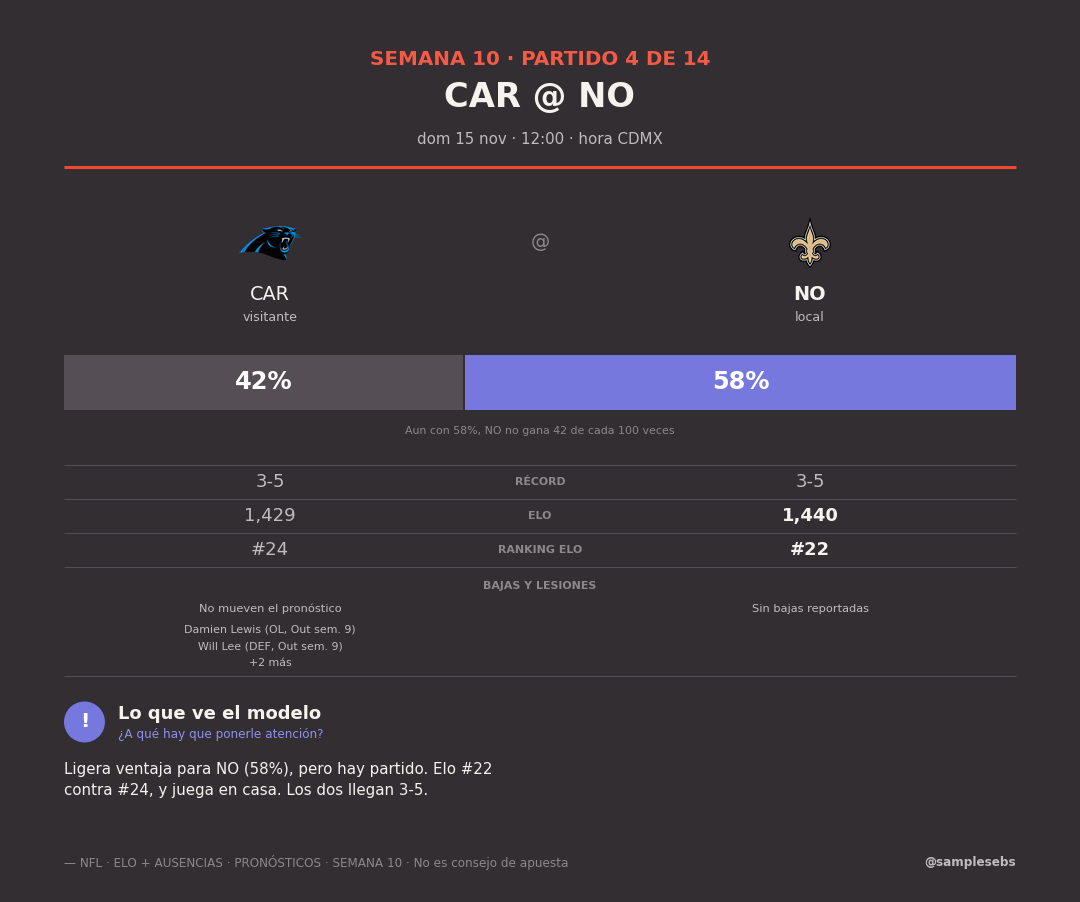 SEMANA 10 · PARTIDO 4 DE 14
CAR @ NO
dom 15 nov · 12:00 · hora CDMX
@
CAR
visitante
NO
local
42%
58%
Aun con 58%, NO no gana 42 de cada 100 veces
3-5 RÉCORD 3-5
1,429 ELO 1,440
#24 RANKING ELO #22
BAJAS Y LESIONES
No mueven el pronóstico
Damien Lewis (OL, Out sem. 9)
Will Lee (DEF, Out sem. 9)
+2 más
Sin bajas reportadas
!
Lo que ve el modelo
¿A qué hay que ponerle atención?
Ligera ventaja para NO (58%), pero hay partido. Elo #22
contra #24, y juega en casa. Los dos llegan 3-5.
— NFL · ELO + AUSENCIAS · PRONÓSTICOS · SEMANA 10 · No es consejo de apuesta
@samplesebs